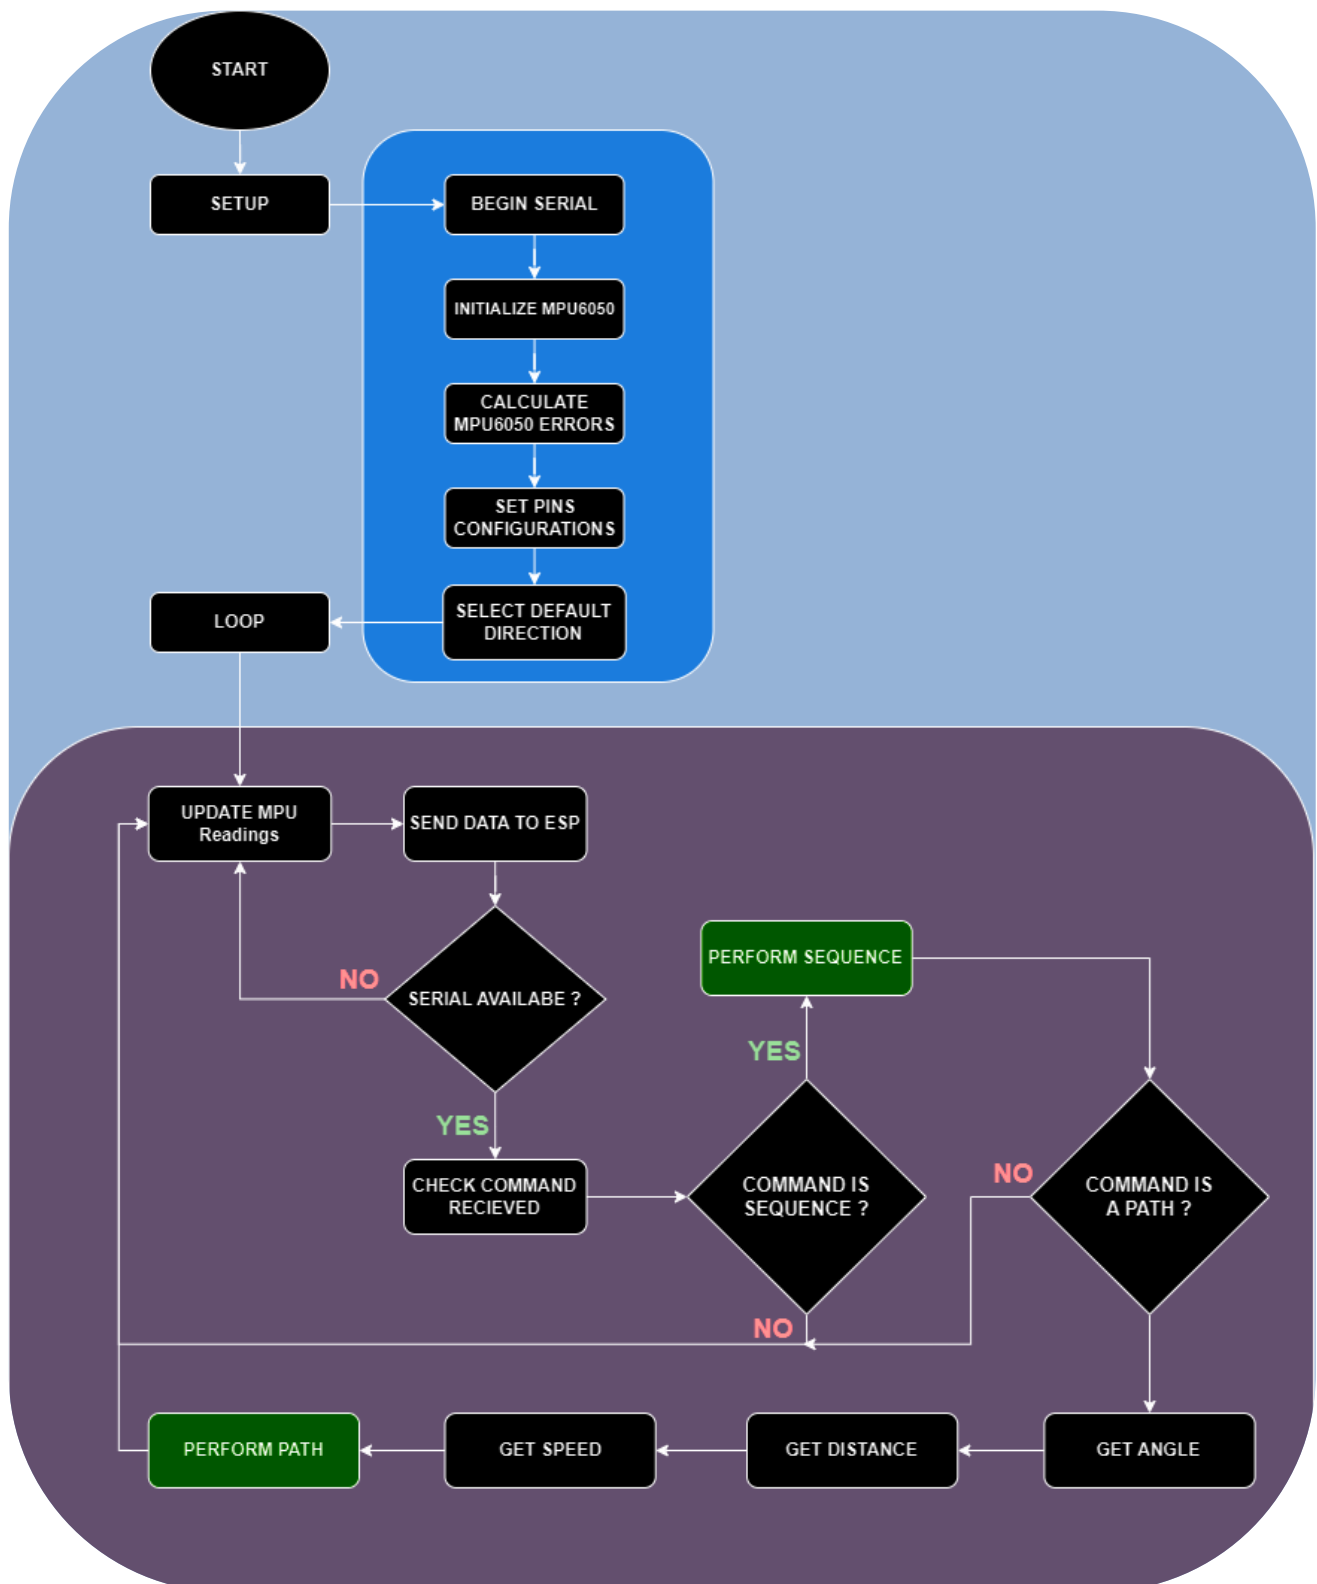 START
SETUP
BEGIN SERIAL
INITIALIZE MPU6050
CALCULATE
MPU6050 ERRORS
SET PINS
CONFIGURATIONS
SELECT DEFAULT
DIRECTION
LOOP
UPDATE MPU
Readings
SEND DATA TO ESP
SERIAL AVAILABE ?
NO
YES
CHECK COMMAND
RECIEVED
COMMAND IS
SEQUENCE ?
YES
PERFORM SEQUENCE
NO
COMMAND IS
A PATH ?
NO
GET ANGLE
GET DISTANCE
GET SPEED
PERFORM PATH